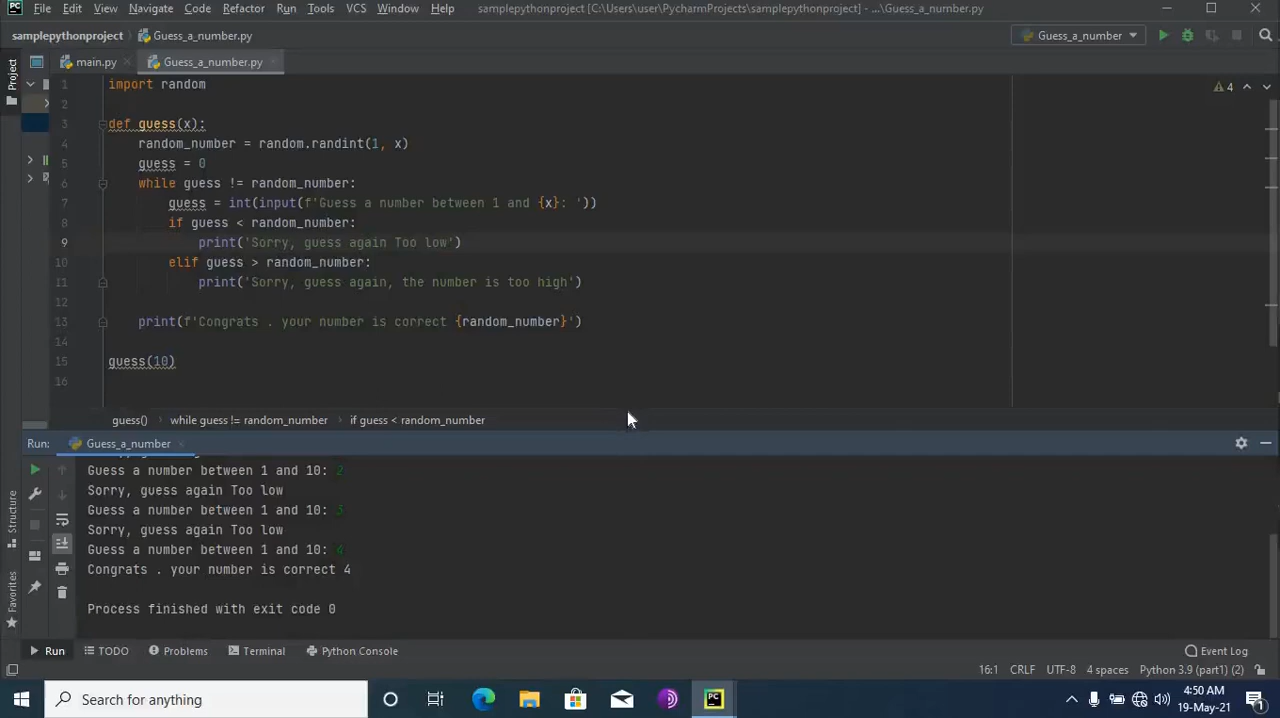 PC File Edit View Navigate Code Refactor Run Tools VCS Window Help samplepythonproject [C:\Users\user\PycharmProjects\samplepythonproject] - ...\Guess_a_number.py
samplepythonproject Guess_a_number.py Guess_a_number
Project main.py Guess_a_number.py
1 import random 4
2
3 def guess(x):
4 random_number = random.randint(1, x)
5 guess = 0
6 while guess != random_number:
7 guess = int(input(f'Guess a number between 1 and {x}: '))
8 if guess < random_number:
9 print('Sorry, guess again Too low')
10 elif guess > random_number:
11 print('Sorry, guess again, the number is too high')
12
13 print(f'Congrats . your number is correct {random_number}')
14
15 guess(10)
16
guess() while guess != random_number if guess < random_number
Run: Guess_a_number
Guess a number between 1 and 10: 2
Sorry, guess again Too low
Guess a number between 1 and 10: 3
Sorry, guess again Too low
Guess a number between 1 and 10: 4
Congrats . your number is correct 4
Process finished with exit code 0
Structure
Favorites
Run TODO Problems Terminal Python Console Event Log
16:1 CRLF UTF-8 4 spaces Python 3.9 (part1) (2)
Search for anything PC 4:50 AM
19-May-21 1